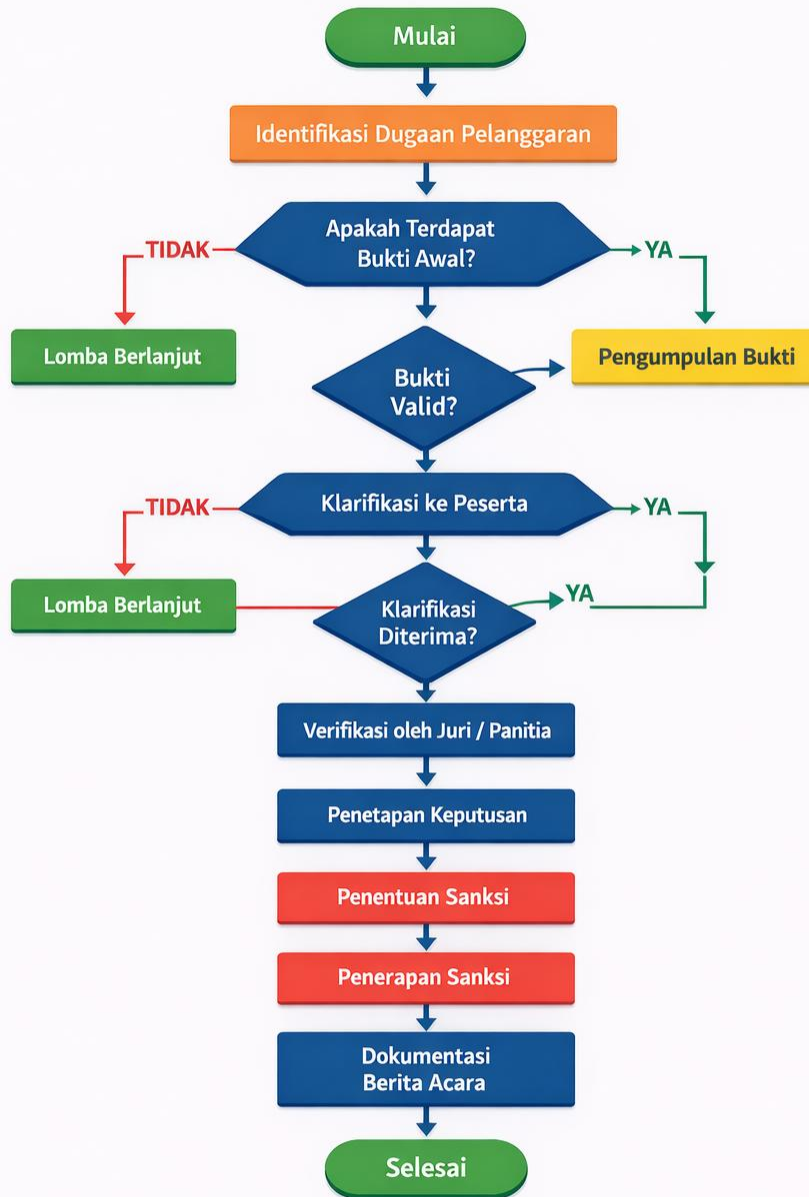 Mulai
Identifikasi Dugaan Pelanggaran
Apakah Terdapat
Bukti Awal?
TIDAK
YA
Lomba Berlanjut
Bukti
Valid?
Pengumpulan Bukti
TIDAK
Klarifikasi ke Peserta
YA
Lomba Berlanjut
Klarifikasi
Diterima?
YA
Verifikasi oleh Juri / Panitia
Penetapan Keputusan
Penentuan Sanksi
Penerapan Sanksi
Dokumentasi
Berita Acara
Selesai